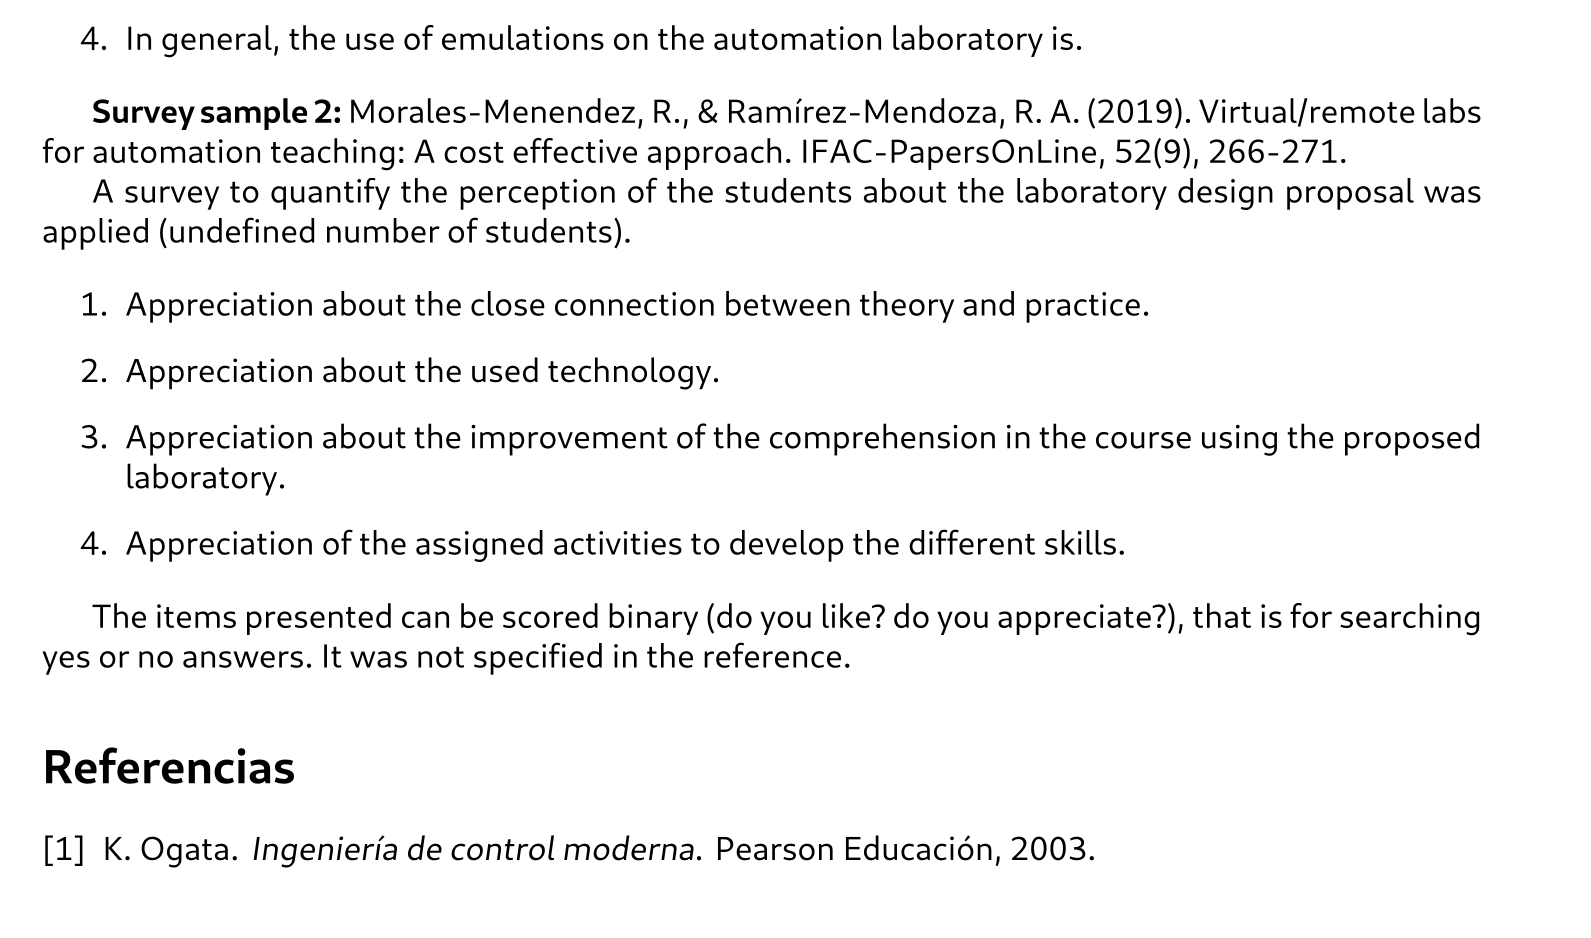 4. In general, the use of emulations on the automation laboratory is.
Survey sample 2: Morales-Menendez, R., & Ramírez-Mendoza, R. A. (2019). Virtual/remote labs
for automation teaching: A cost effective approach. IFAC-PapersOnLine, 52(9), 266-271.
A survey to quantify the perception of the students about the laboratory design proposal was
applied (undefined number of students).
1. Appreciation about the close connection between theory and practice.
2. Appreciation about the used technology.
3. Appreciation about the improvement of the comprehension in the course using the proposed
laboratory.
4. Appreciation of the assigned activities to develop the different skills.
The items presented can be scored binary (do you like? do you appreciate?), that is for searching
yes or no answers. It was not specified in the reference.
Referencias
[1] K. Ogata. Ingeniería de control moderna. Pearson Educación, 2003.